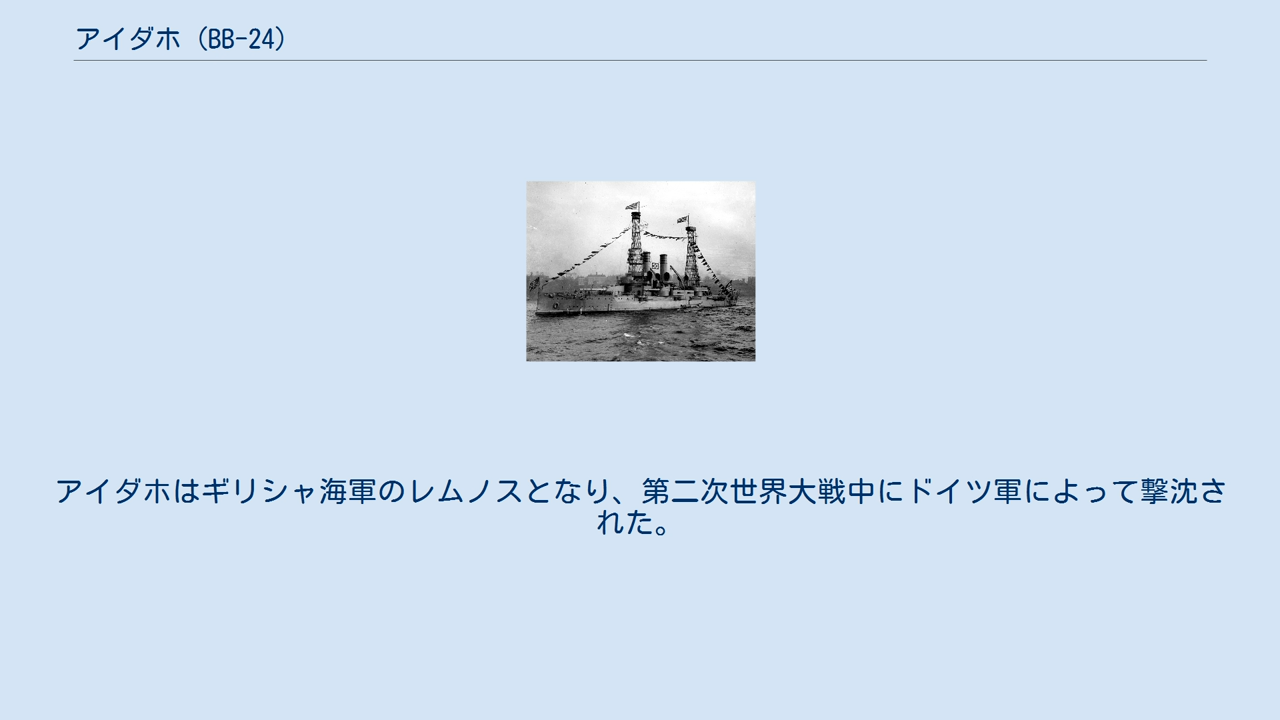 アイダホ（BB-24）
アイダホはギリシャ海軍のレムノスとなり、第二次世界大戦中にドイツ軍によって撃沈さ
れた。